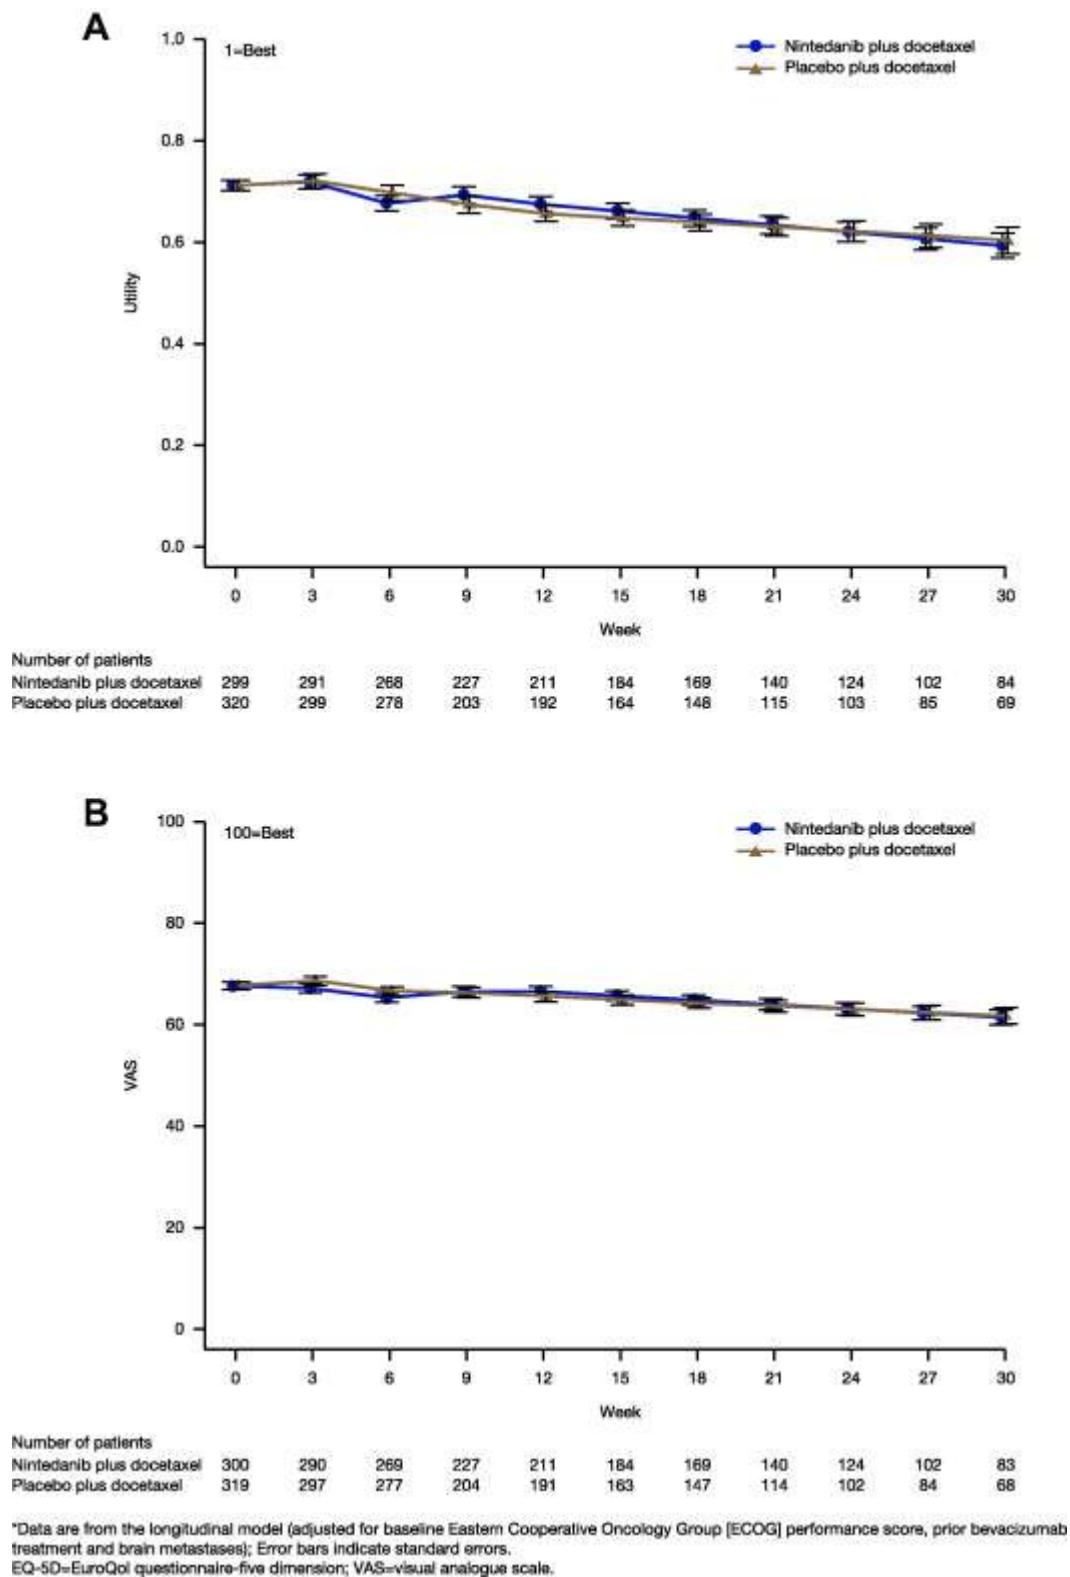 A
1.0
1=Best
Nintedanib plus docetaxel
Placebo plus docetaxel
0.8
0.6
Utility
0.4
0.2
0.0
0 3 6 9 12 15 18 21 24 27 30
Week
Number of patients
Nintedanib plus docetaxel 299 291 268 227 211 184 169 140 124 102 84
Placebo plus docetaxel 320 299 278 203 192 164 148 115 103 85 69
B
100
100=Best
Nintedanib plus docetaxel
Placebo plus docetaxel
80
60
VAS
40
20
0
0 3 6 9 12 15 18 21 24 27 30
Week
Number of patients
Nintedanib plus docetaxel 300 290 269 227 211 184 169 140 124 102 83
Placebo plus docetaxel 319 297 277 204 191 163 147 114 102 84 68
*Data are from the longitudinal model (adjusted for baseline Eastern Cooperative Oncology Group [ECOG] performance score, prior bevacizumab
treatment and brain metastases); Error bars indicate standard errors.
EQ-5D=EuroQol questionnaire-five dimension; VAS=visual analogue scale.